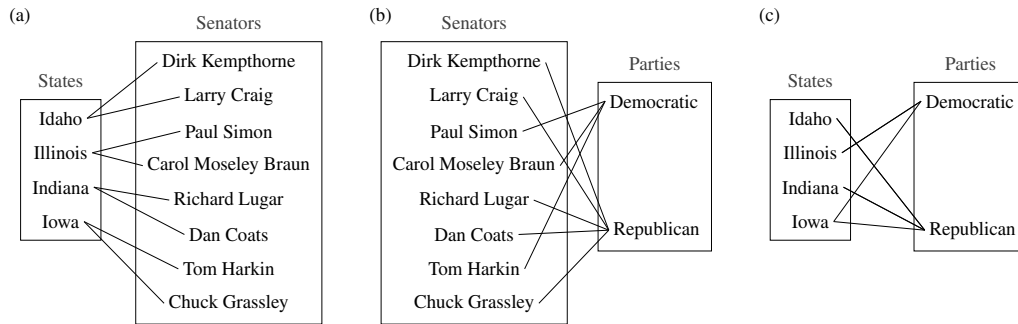 (a)
Senators
States
Dirk Kempthorne
Larry Craig
Paul Simon
Carol Moseley Braun
Richard Lugar
Dan Coats
Tom Harkin
Chuck Grassley
Idaho
Illinois
Indiana
Iowa
(b)
Senators
Parties
Dirk Kempthorne
Larry Craig
Paul Simon
Carol Moseley Braun
Richard Lugar
Dan Coats
Tom Harkin
Chuck Grassley
Democratic
Republican
(c)
States
Parties
Idaho
Illinois
Indiana
Iowa
Democratic
Republican